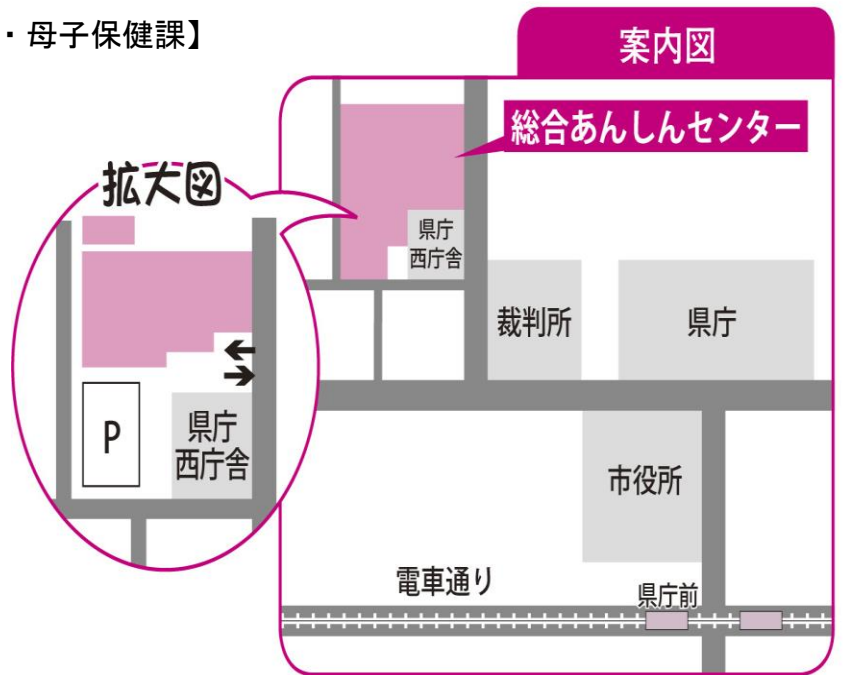 ・母子保健課】
案内図
総合あんしんセンター
拡大図
県庁
西庁舎
裁判所
県庁
P
県庁
西庁舎
市役所
電車通り
県庁前